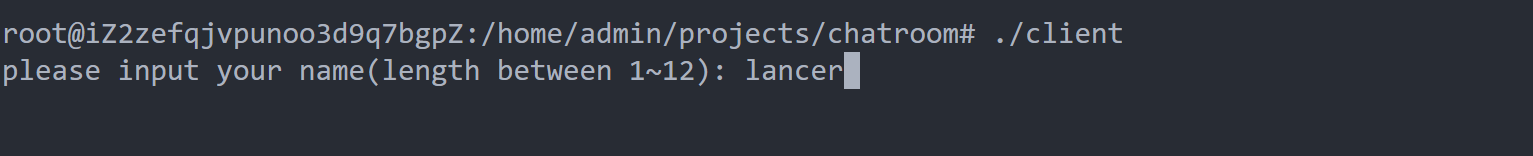 root@iZ2zefqjvpunoo3d9q7bgpZ:/home/admin/projects/chatroom# ./client
please input your name(length between 1~12): lancer